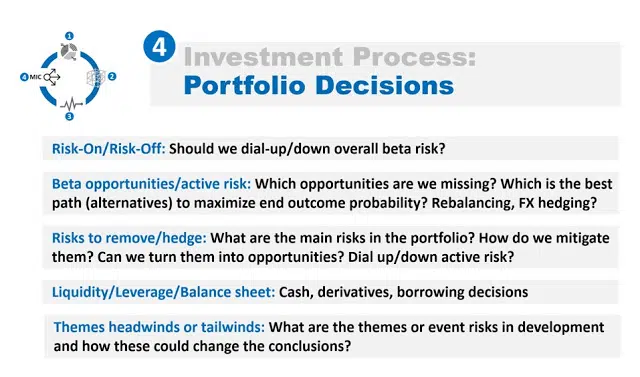 1
4
MIC
2
3
4
Investment Process:
Portfolio Decisions
Risk-On/Risk-Off: Should we dial-up/down overall beta risk?
Beta opportunities/active risk: Which opportunities are we missing? Which is the best
path (alternatives) to maximize end outcome probability? Rebalancing, FX hedging?
Risks to remove/hedge: What are the main risks in the portfolio? How do we mitigate
them? Can we turn them into opportunities? Dial up/down active risk?
Liquidity/Leverage/Balance sheet: Cash, derivatives, borrowing decisions
Themes headwinds or tailwinds: What are the themes or event risks in development
and how these could change the conclusions?